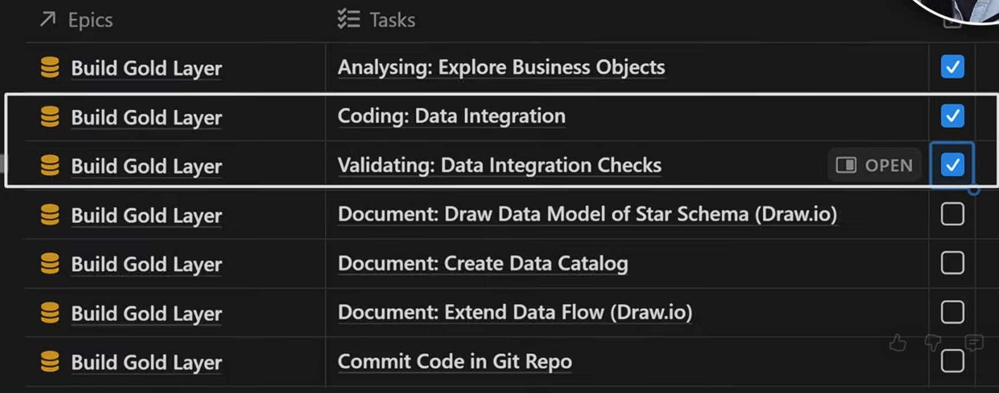 Epics Tasks
Build Gold Layer Analysing: Explore Business Objects
Build Gold Layer Coding: Data Integration
Build Gold Layer Validating: Data Integration Checks OPEN
Build Gold Layer Document: Draw Data Model of Star Schema (Draw.io)
Build Gold Layer Document: Create Data Catalog
Build Gold Layer Document: Extend Data Flow (Draw.io)
Build Gold Layer Commit Code in Git Repo